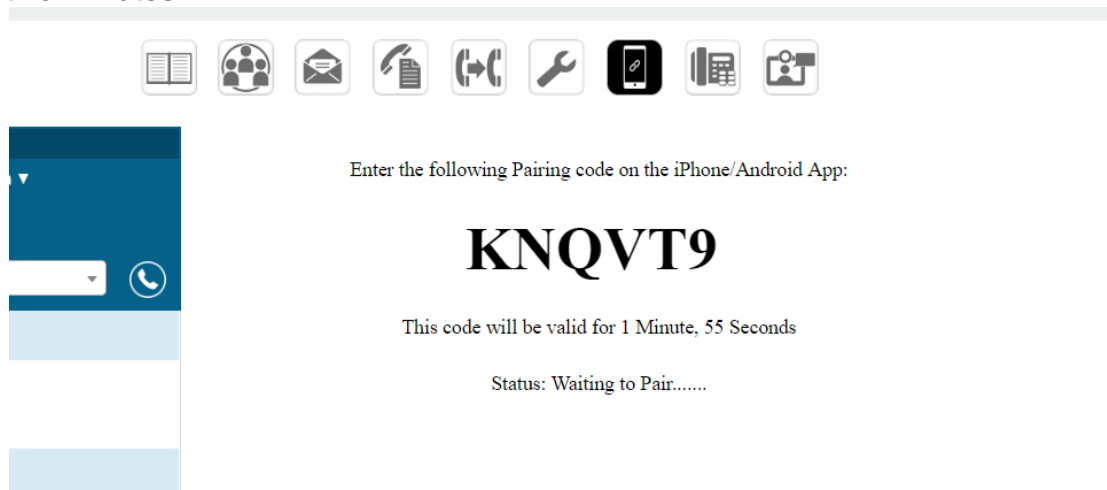 Enter the following Pairing code on the iPhone/Android App:
KNQVT9
This code will be valid for 1 Minute, 55 Seconds
Status: Waiting to Pair.......